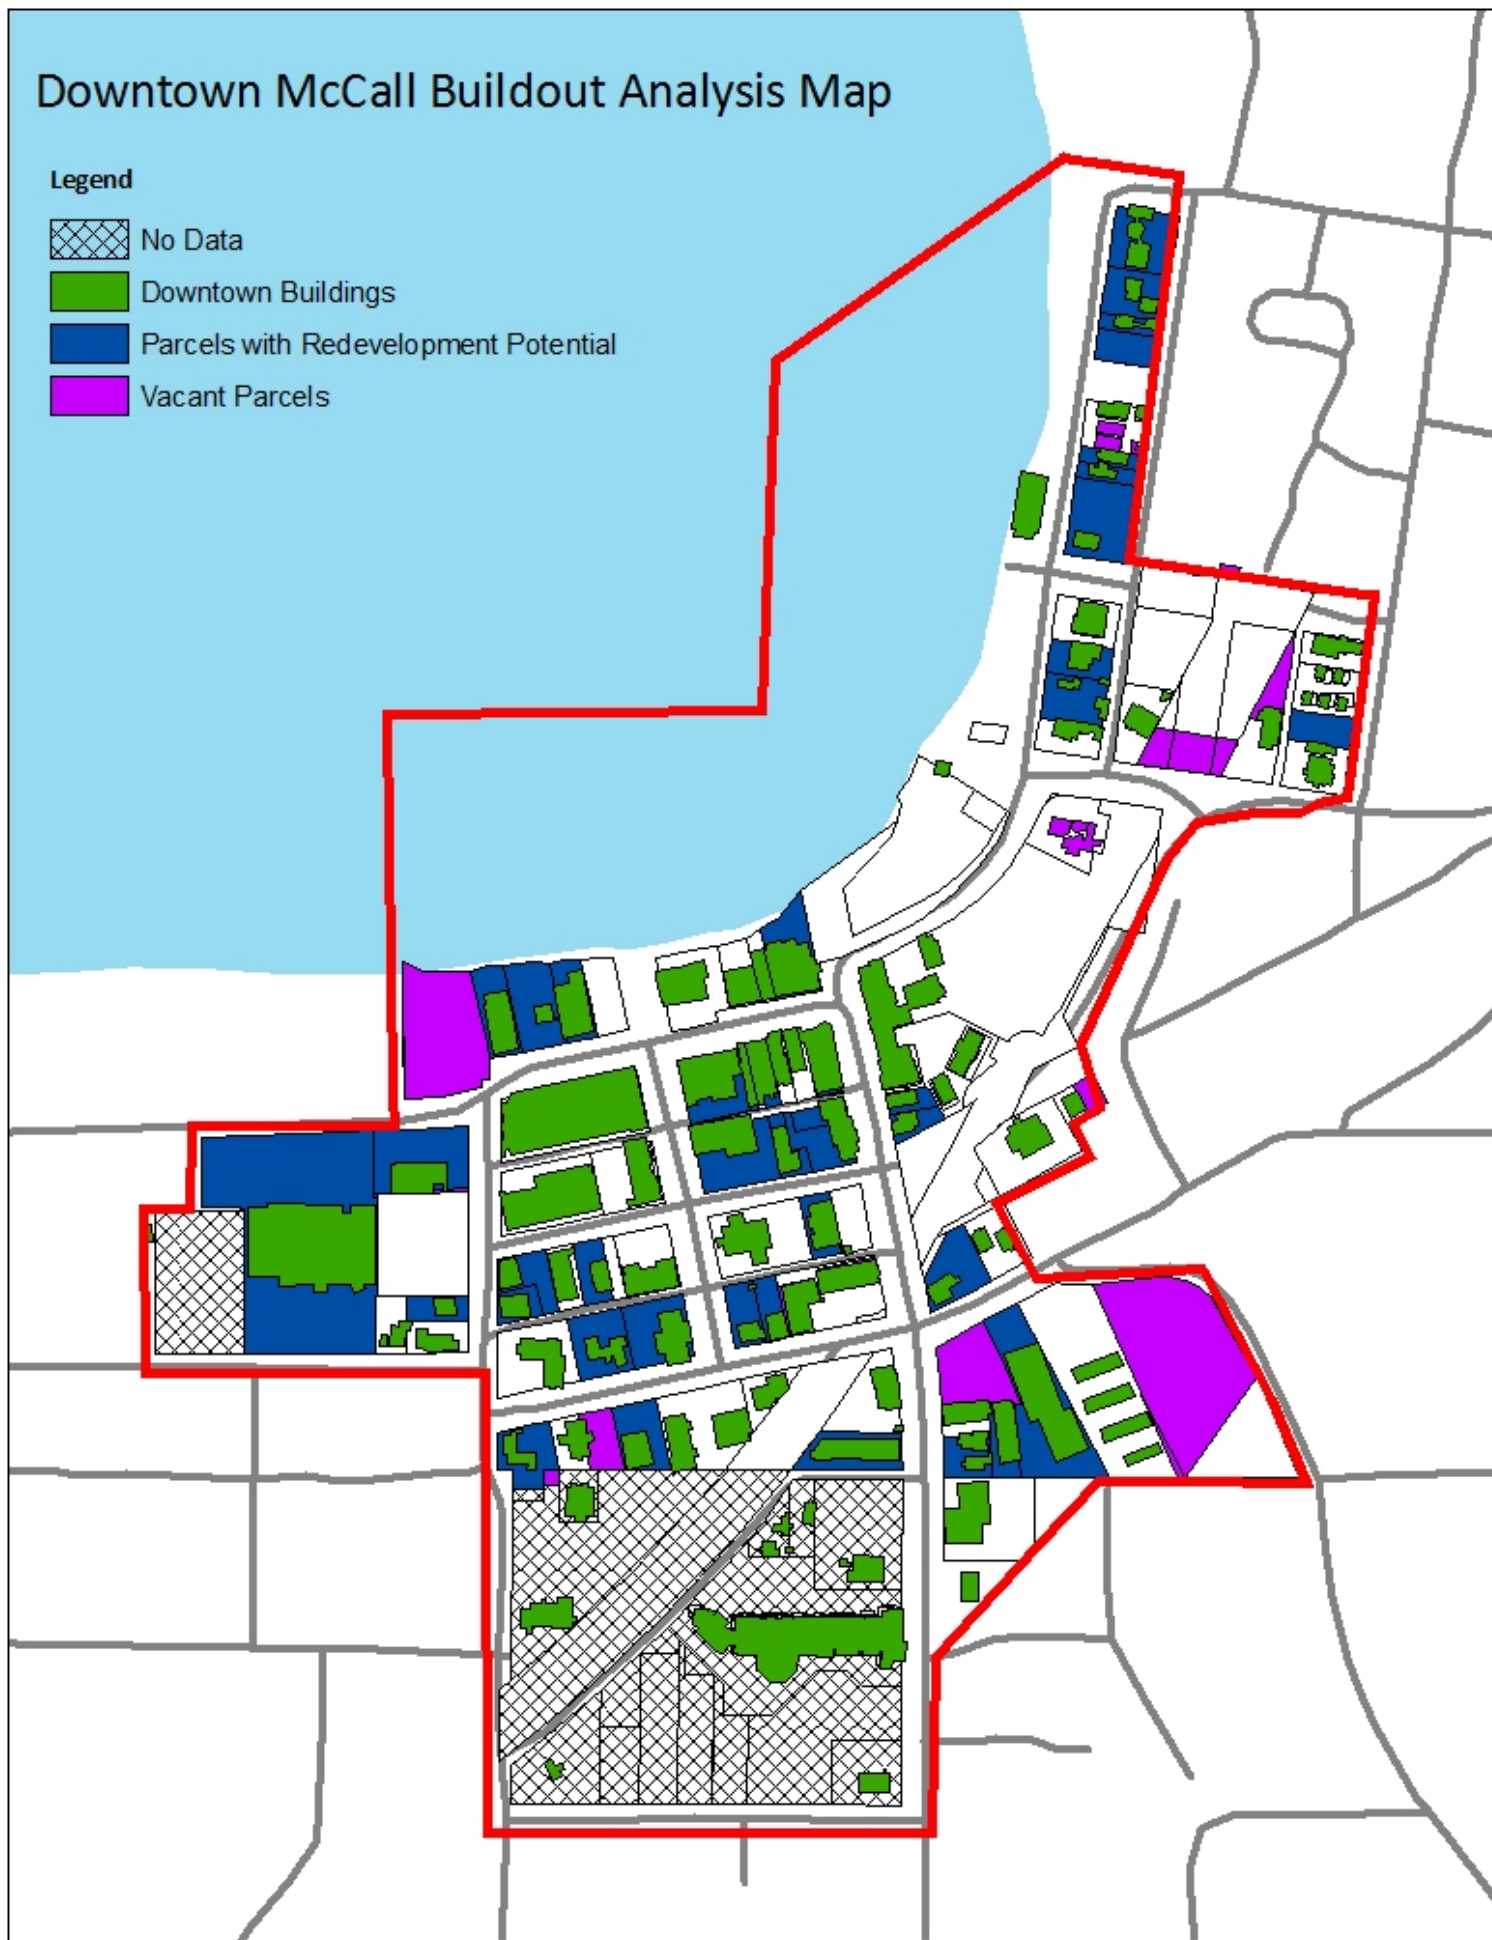 Downtown McCall Buildout Analysis Map
Legend
No Data
Downtown Buildings
Parcels with Redevelopment Potential
Vacant Parcels